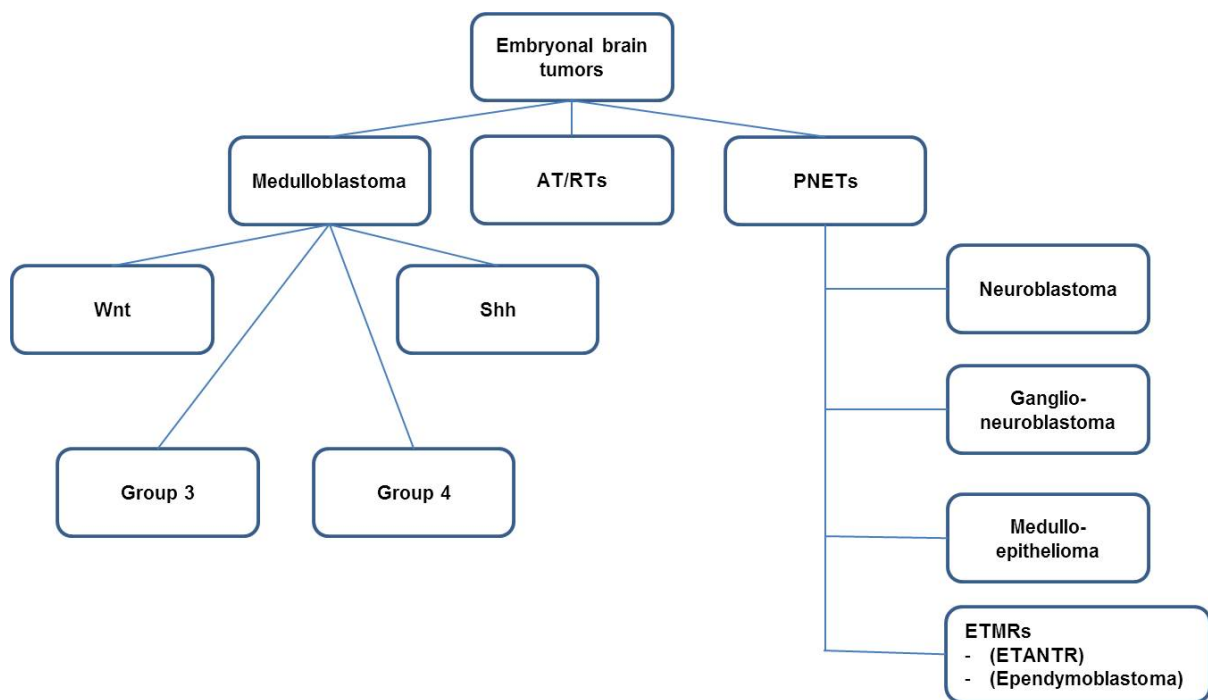 Embryonal brain
tumors
Medulloblastoma
AT/RTs
PNETs
Wnt
Shh
Group 3
Group 4
Neuroblastoma
Ganglio-
neuroblastoma
Medullo-
epithelioma
ETMRs
- (ETANTR)
- (Ependymoblastoma)